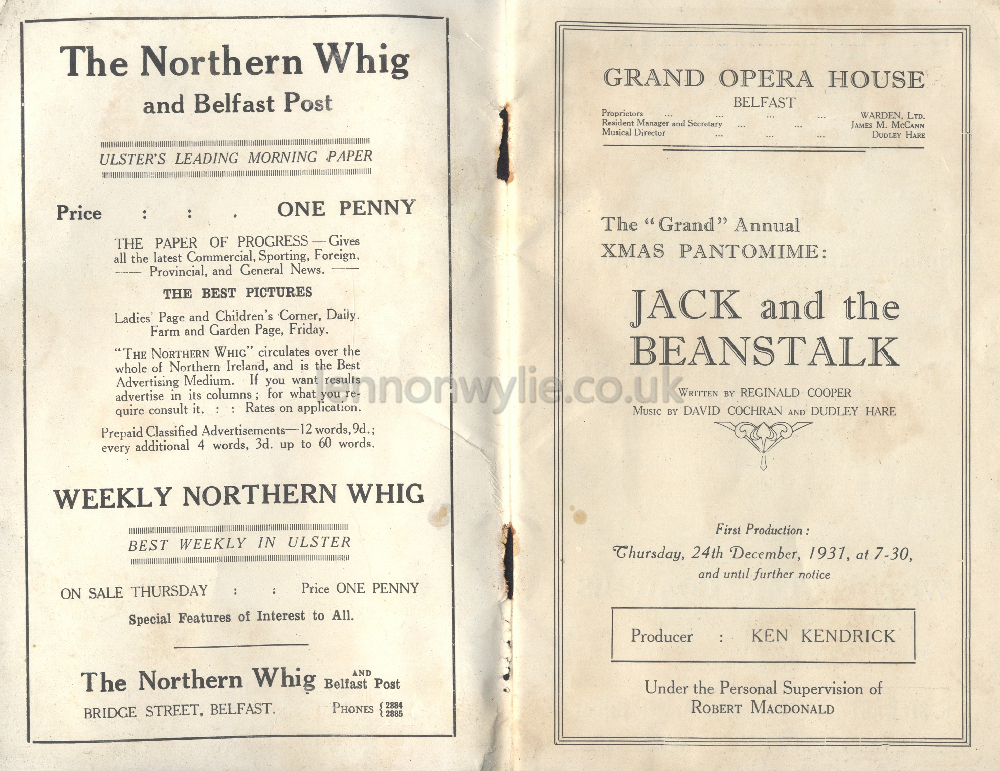 The Northern Whig
and Belfast Post
ULSTER'S LEADING MORNING PAPER
Price : : . ONE PENNY
THE PAPER OF PROGRESS — Gives
all the latest Commercial, Sporting, Foreign,
—— Provincial, and General News. ——
THE BEST PICTURES
Ladies' Page and Children's Corner, Daily.
Farm and Garden Page, Friday.
"THE NORTHERN WHIG" circulates over the
whole of Northern Ireland, and is the Best
Advertising Medium. If you want results
advertise in its columns; for what you re-
quire consult it. : : Rates on application.
Prepaid Classified Advertisements—12 words, 9d.;
every additional 4 words, 3d. up to 60 words.
WEEKLY NORTHERN WHIG
BEST WEEKLY IN ULSTER
ON SALE THURSDAY : : Price ONE PENNY
Special Features of Interest to All.
The Northern Whig AND Belfast Post
BRIDGE STREET, BELFAST. PHONES { 2884
2885
GRAND OPERA HOUSE
BELFAST
Proprietors ... ... ... ... WARDEN, LTD.
Resident Manager and Secretary ... ... JAMES M. MCCANN
Musical Director ... ... ... DUDLEY HARE
The "Grand" Annual
XMAS PANTOMIME:
JACK and the
BEANSTALK
WRITTEN BY REGINALD COOPER
MUSIC BY DAVID COCHRAN AND DUDLEY HARE
First Production:
Thursday, 24th December, 1931, at 7-30,
and until further notice
Producer : KEN KENDRICK
Under the Personal Supervision of
ROBERT MACDONALD
lennonwylie.co.uk